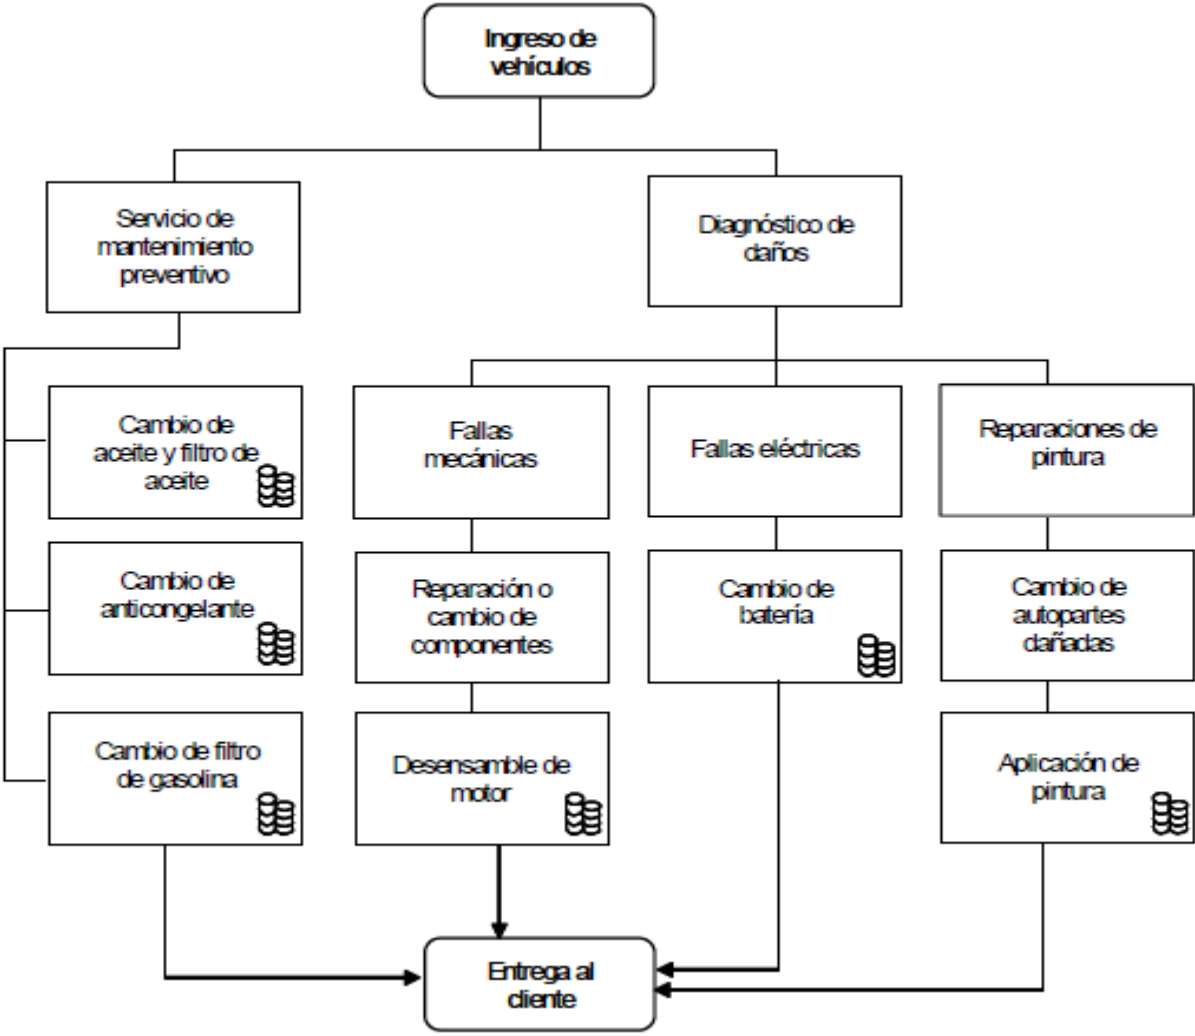 Ingreso de
vehículos
Servicio de
mantenimiento
preventivo
Diagnóstico de
daños
Cambio de
aceite y filtro de
aceite
Fallas
mecánicas
Fallas eléctricas
Reparaciones de
pintura
Cambio de
anticongelante
Reparación o
cambio de
componentes
Cambio de
batería
Cambio de
autopartes
dañadas
Cambio de filtro
de gasolina
Desensamble de
motor
Aplicación de
pintura
Entrega al
cliente